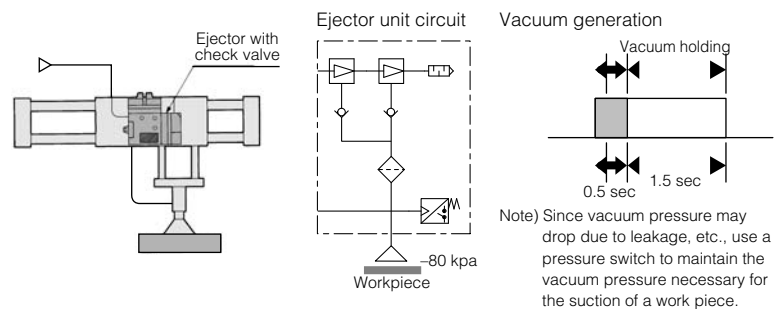 Ejector with
check valve
Ejector unit circuit
–80 kpa
Workpiece
Vacuum generation
Vacuum holding
0.5 sec
1.5 sec
Note) Since vacuum pressure may
drop due to leakage, etc., use a
pressure switch to maintain the
vacuum pressure necessary for
the suction of a work piece.